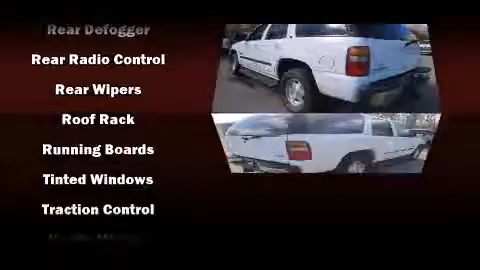 Rear Defogger
Rear Radio Control
Rear Wipers
Roof Rack
Running Boards
Tinted Windows
Traction Control